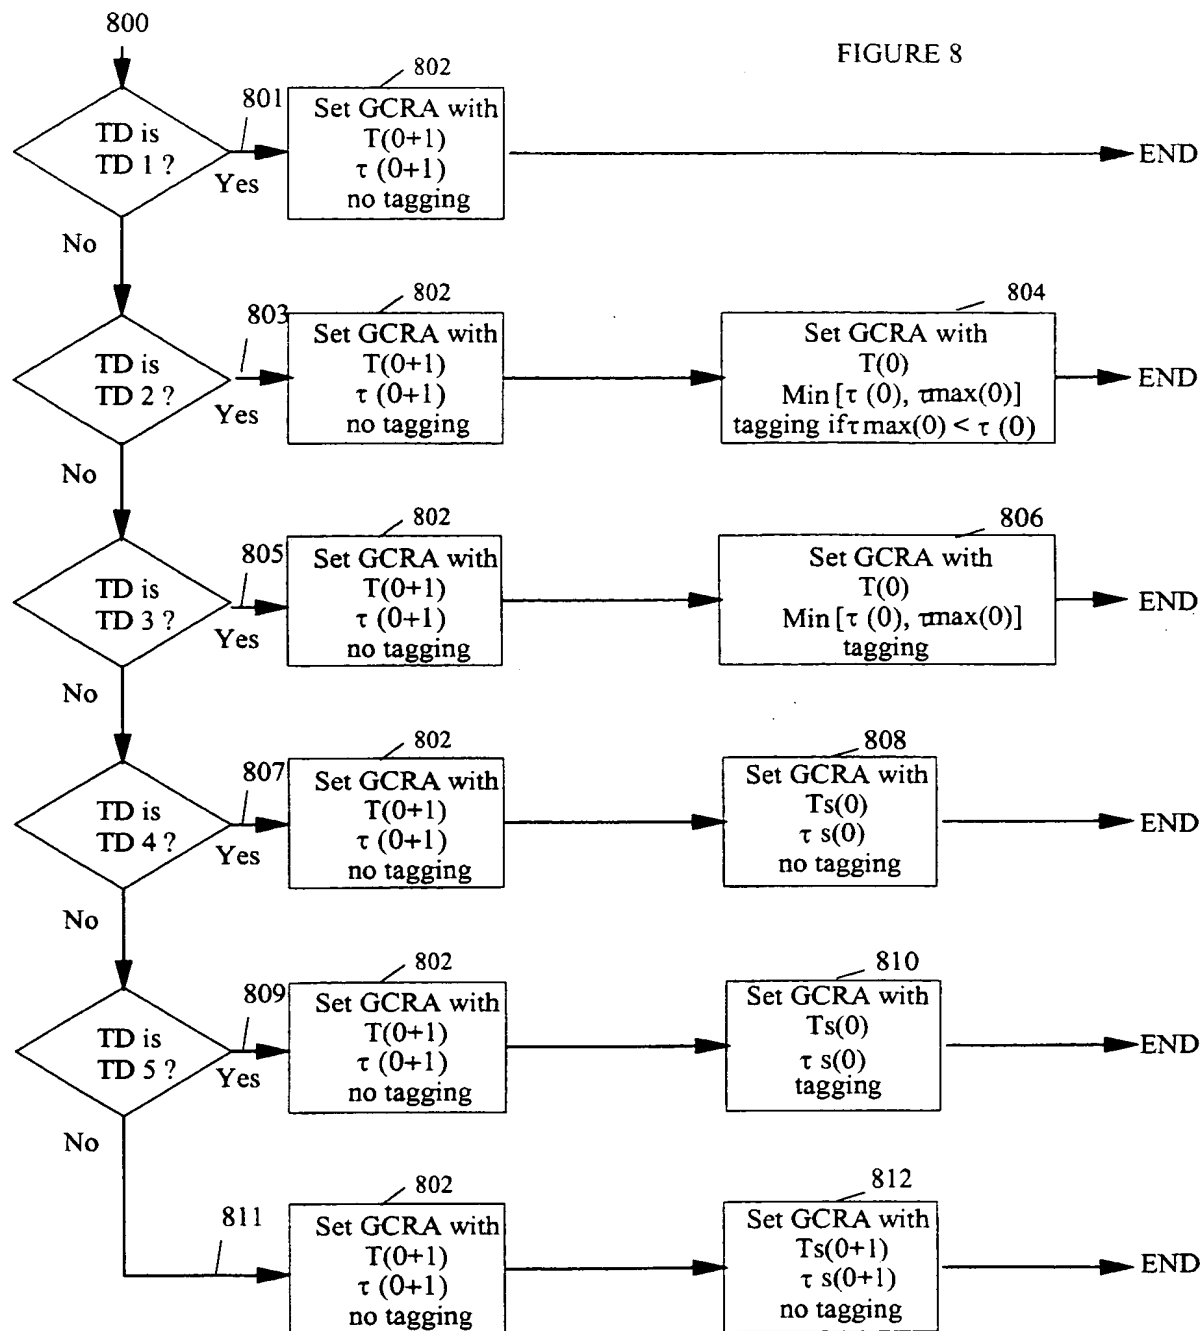 800
FIGURE 8
TD is
TD 1 ?
801
Yes
No
802
Set GCRA with
T(0+1)
τ (0+1)
no tagging
END
TD is
TD 2 ?
803
Yes
No
802
Set GCRA with
T(0+1)
τ (0+1)
no tagging
804
Set GCRA with
T(0)
Min [τ (0), τmax(0)]
tagging ifτ max(0) < τ (0)
END
TD is
TD 3 ?
805
Yes
No
802
Set GCRA with
T(0+1)
τ (0+1)
no tagging
806
Set GCRA with
T(0)
Min [τ (0), τmax(0)]
tagging
END
TD is
TD 4 ?
807
Yes
No
802
Set GCRA with
T(0+1)
τ (0+1)
no tagging
808
Set GCRA with
Ts(0)
τ s(0)
no tagging
END
TD is
TD 5 ?
809
Yes
No
802
Set GCRA with
T(0+1)
τ (0+1)
no tagging
810
Set GCRA with
Ts(0)
τ s(0)
tagging
END
811
802
Set GCRA with
T(0+1)
τ (0+1)
no tagging
812
Set GCRA with
Ts(0+1)
τ s(0+1)
no tagging
END